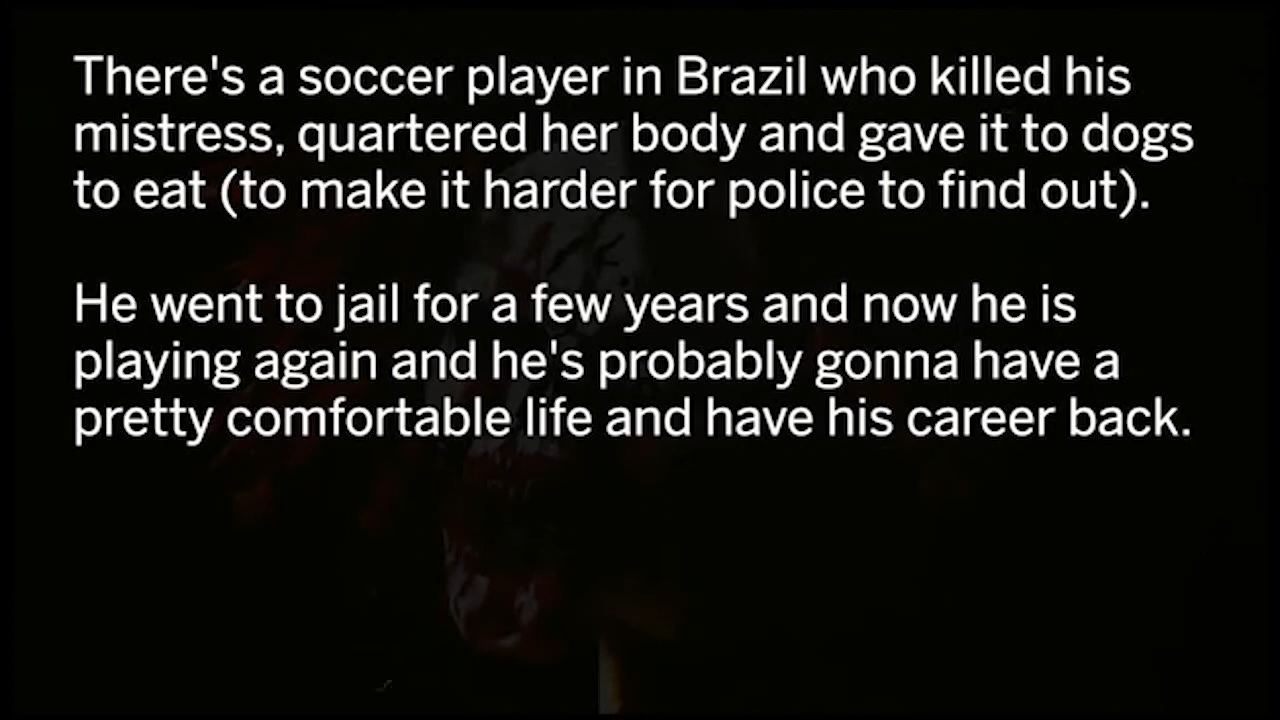 There's a soccer player in Brazil who killed his
mistress, quartered her body and gave it to dogs
to eat (to make it harder for police to find out).
He went to jail for a few years and now he is
playing again and he's probably gonna have a
pretty comfortable life and have his career back.